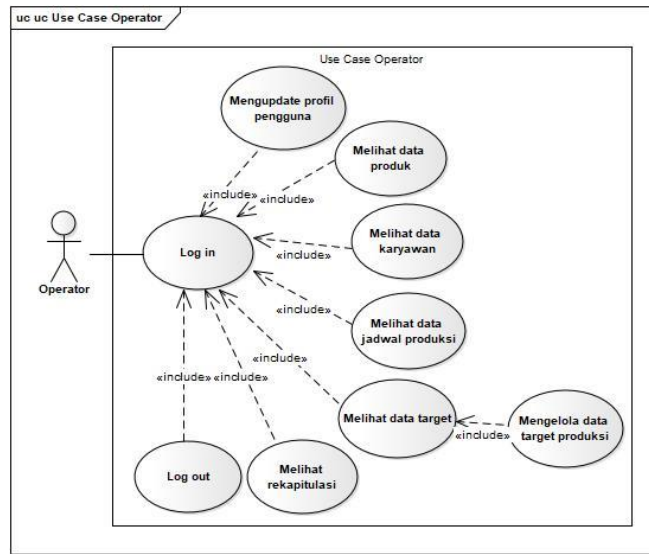 uc uc Use Case Operator
Use Case Operator
Mengupdate profil
pengguna
Melihat data
produk
«include»
«include»
Melihat data
karyawan
Log in
«include»
Operator
«include»
Melihat data
jadwal produksi
«include»
«include»
«include»
Melihat data target
«include»
Mengelola data
target produksi
Log out
Melihat
rekapitulasi